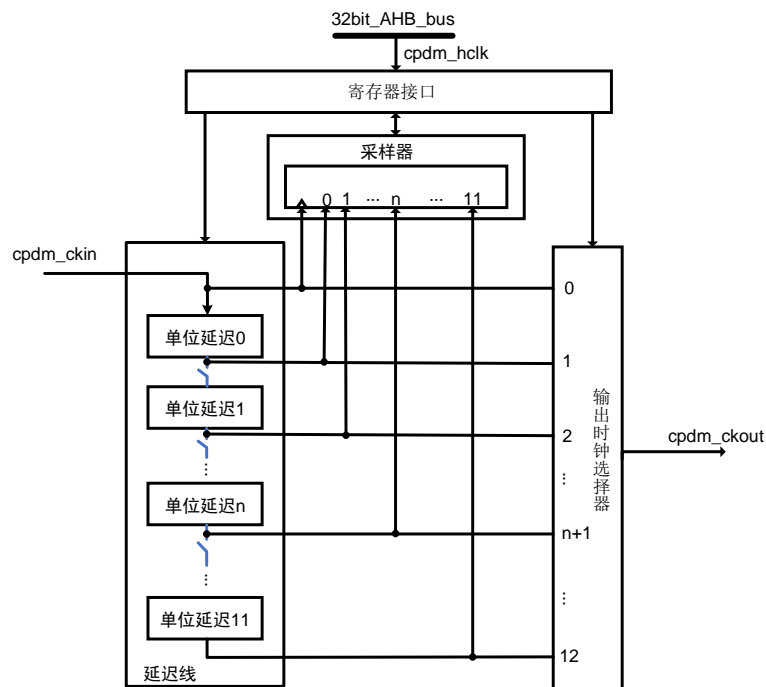 32bit_AHB_bus
cpdm_hclk
寄存器接口
采样器
0 1 ... n ... 11
cpdm_ckin
0
单位延迟0
1
单位延迟1
2
...
...
单位延迟n
n+1
...
...
单位延迟11
12
延迟线
输出时钟选择器
cpdm_ckout